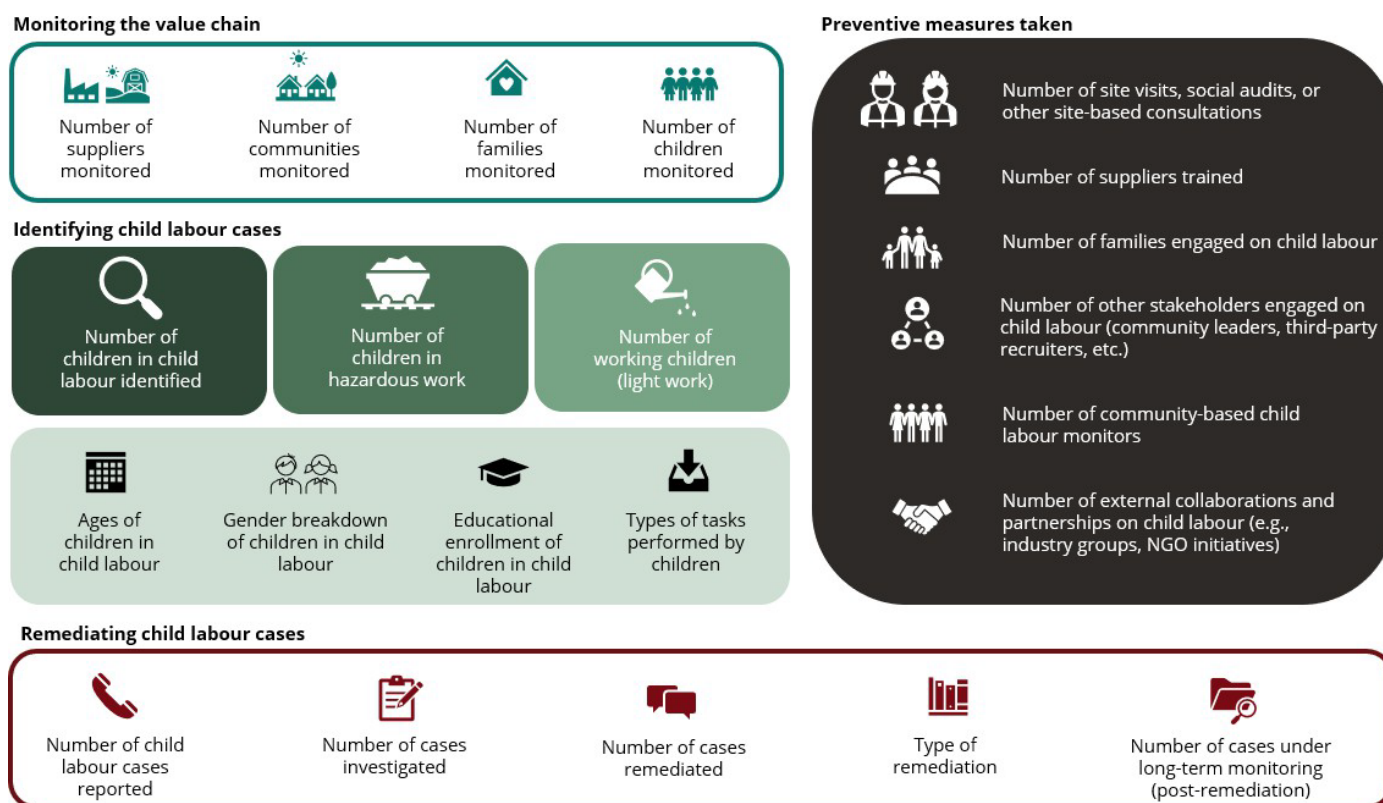 Monitoring the value chain
Number of
suppliers
monitored
Number of
communities
monitored
Number of
families
monitored
Number of
children
monitored
Identifying child labour cases
Number of
children in child
labour identified
Number of
children in
hazardous work
Number of
working children
(light work)
Ages of
children in
child labour
Gender breakdown
of children in child
labour
Educational
enrollment of
children in child
labour
Types of tasks
performed by
children
Preventive measures taken
Number of site visits, social audits, or
other site-based consultations
Number of suppliers trained
Number of families engaged on child labour
Number of other stakeholders engaged on
child labour (community leaders, third-party
recruiters, etc.)
Number of community-based child
labour monitors
Number of external collaborations and
partnerships on child labour (e.g.,
industry groups, NGO initiatives)
Remediating child labour cases
Number of child
labour cases
reported
Number of cases
investigated
Number of cases
remediated
Type of
remediation
Number of cases under
long-term monitoring
(post-remediation)